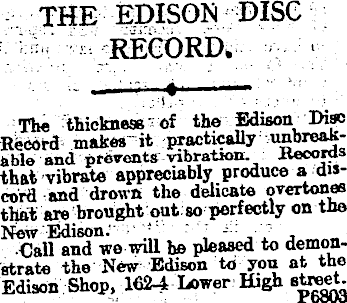 THE EDISON DISC
RECORD.
The thickness of the Edison Disc
Record makes it practically unbreak-
able and prevents vibration. Records
that vibrate appreciably produce a dis-
cord and drown the delicate overtones
that are brought out so perfectly on the
New Edison.
Call and we will be pleased to demon-
strate the New Edison to you at the
Edison Shop, 162-4 Lower High street.
P6803